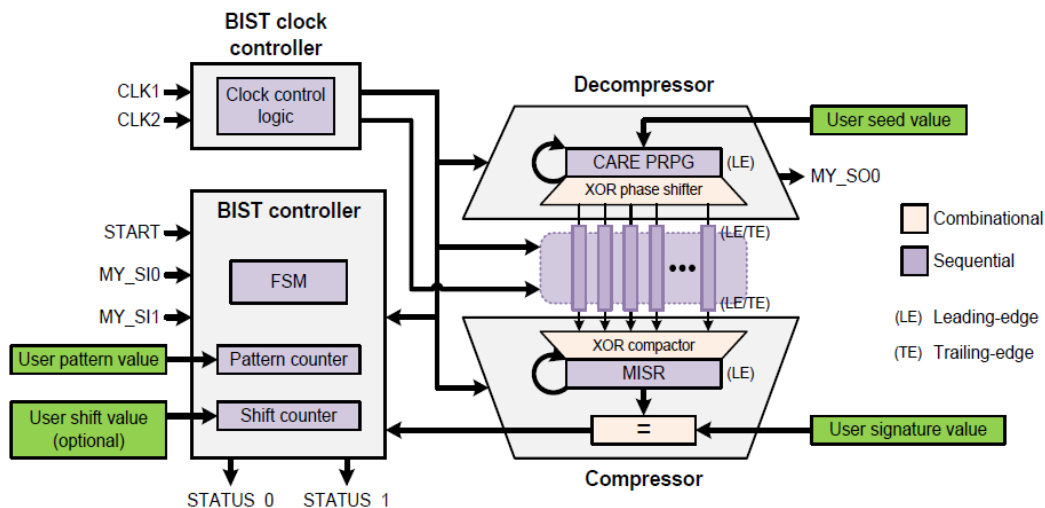 BIST clock
controller
CLK1
CLK2
Clock control
logic
Decompressor
User seed value
CARE PRPG
(LE)
XOR phase shifter
MY_SO0
BIST controller
START
MY_SI0
MY_SI1
FSM
(LE/TE)
(LE/TE)
Combinational
Sequential
(LE) Leading-edge
(TE) Trailing-edge
User pattern value
Pattern counter
User shift value
(optional)
Shift counter
XOR compactor
MISR
(LE)
=
User signature value
Compressor
STATUS_0
STATUS_1